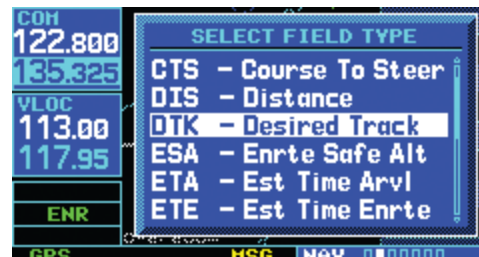 COM
122.800
135.325
VLOC
113.00
117.95
ENR
SELECT FIELD TYPE
CTS – Course To Steer
DIS – Distance
DTK – Desired Track
ESA – Enrte Safe Alt
ETA – Est Time Arvl
ETE – Est Time Enrte
GPS
MSG
NAV